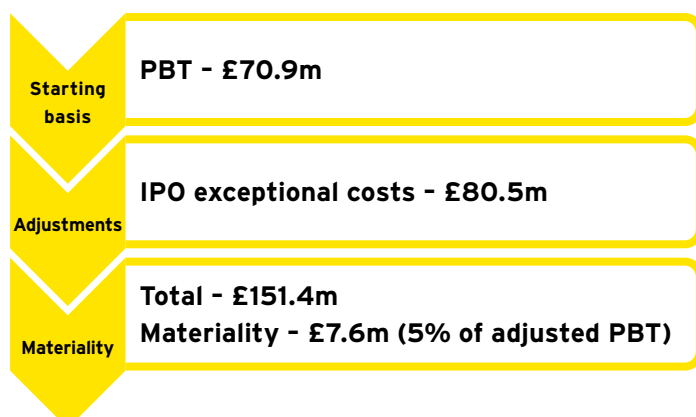 Starting
basis
PBT – £70.9m
Adjustments
IPO exceptional costs – £80.5m
Materiality
Total – £151.4m
Materiality – £7.6m (5% of adjusted PBT)